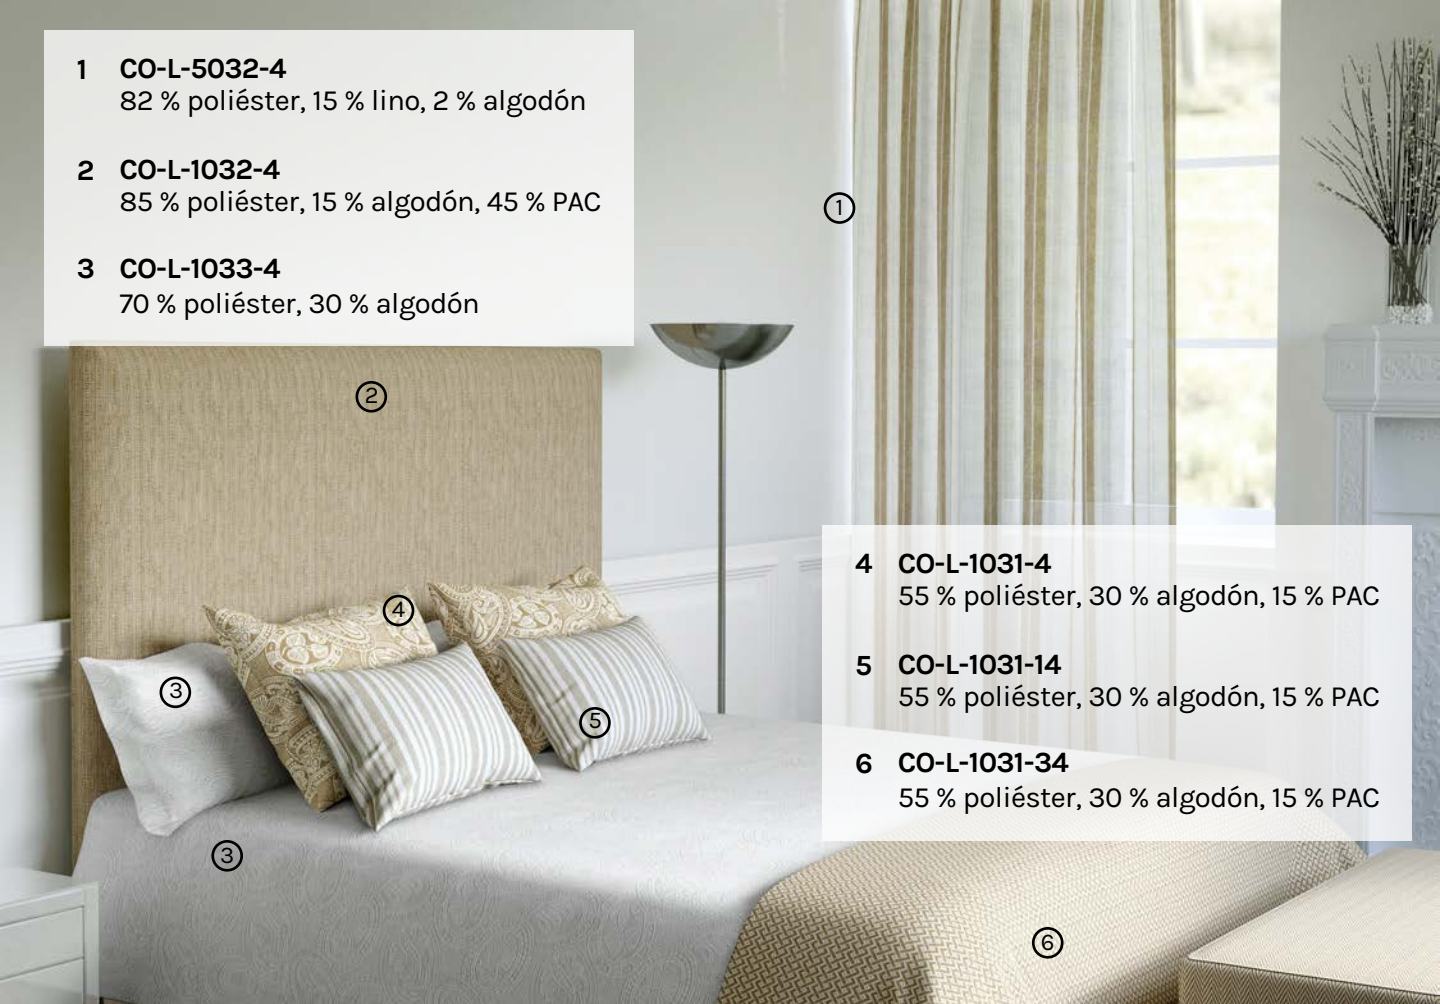 1 CO-L-5032-4
82 % poliéster, 15 % lino, 2 % algodón
2 CO-L-1032-4
85 % poliéster, 15 % algodón, 45 % PAC
3 CO-L-1033-4
70 % poliéster, 30 % algodón
1
2
4
3
5
3
4 CO-L-1031-4
55 % poliéster, 30 % algodón, 15 % PAC
5 CO-L-1031-14
55 % poliéster, 30 % algodón, 15 % PAC
6 CO-L-1031-34
55 % poliéster, 30 % algodón, 15 % PAC
6